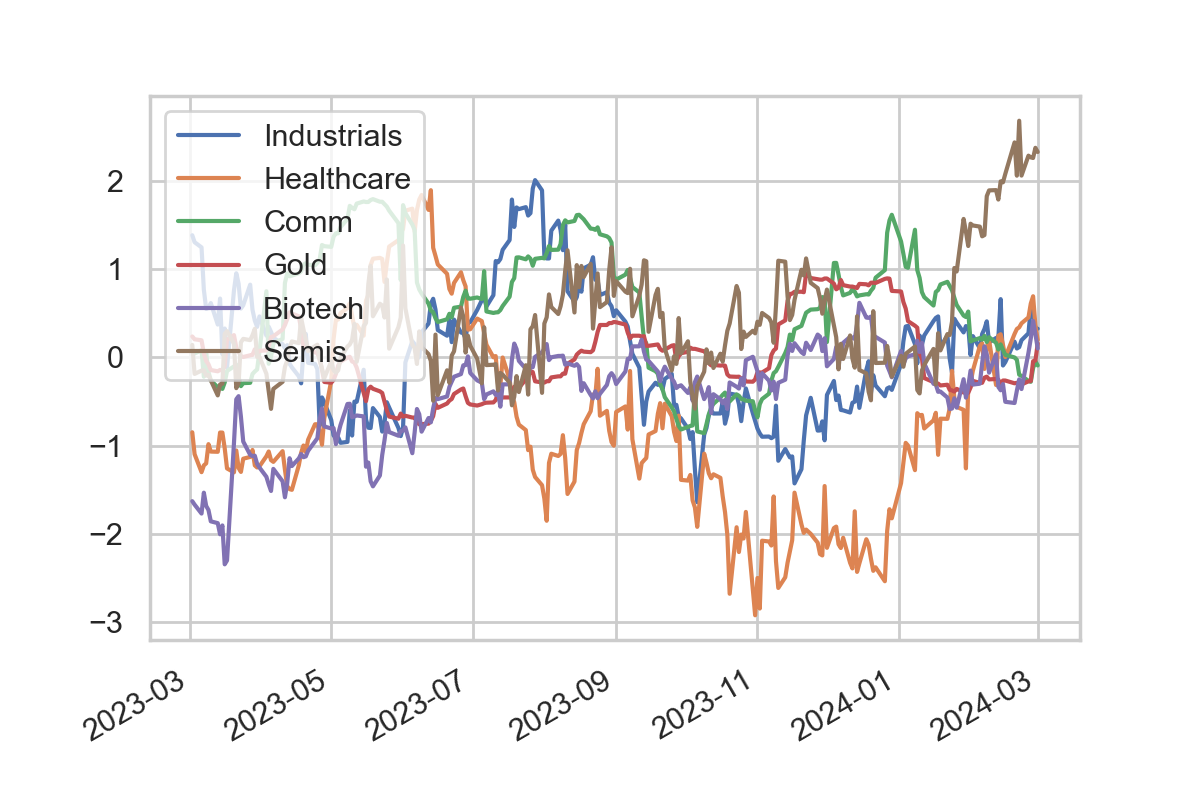 Industrials
Healthcare
Comm
Gold
Biotech
Semis
2
1
0
−1
−2
−3
2023-03
2023-05
2023-07
2023-09
2023-11
2024-01
2024-03